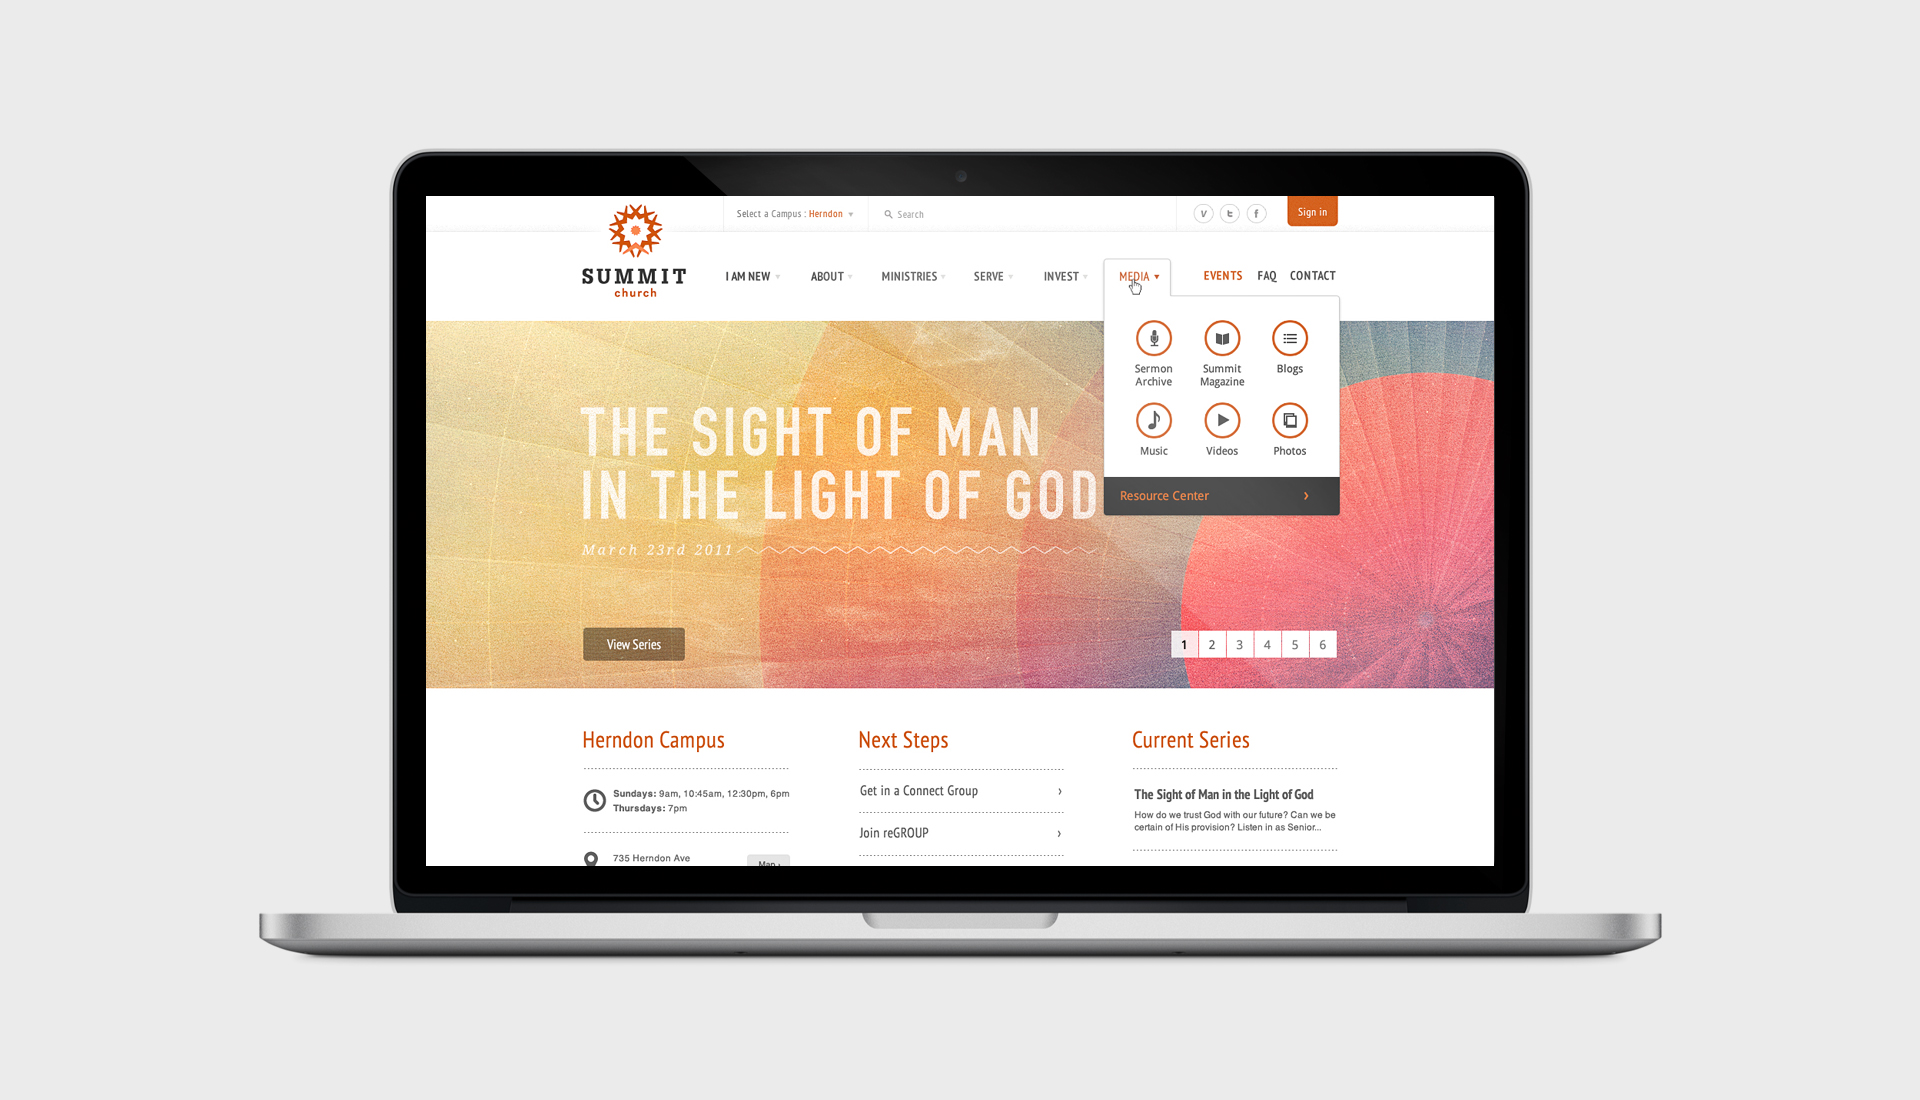 Select a Campus : Herndon
Search
Sign in
SUMMIT
church
I AM NEW
ABOUT
MINISTRIES
SERVE
INVEST
MEDIA
EVENTS
FAQ
CONTACT
Sermon
Archive
Summit
Magazine
Blogs
Music
Videos
Photos
Resource Center
THE SIGHT OF MAN
IN THE LIGHT OF GOD
March 23rd 2011
View Series
1 2 3 4 5 6
Herndon Campus
Sundays: 9am, 10:45am, 12:30pm, 6pm
Thursdays: 7pm
735 Herndon Ave
Map ›
Next Steps
Get in a Connect Group
Join reGROUP
Current Series
The Sight of Man in the Light of God
How do we trust God with our future? Can we be
certain of His provision? Listen in as Senior...